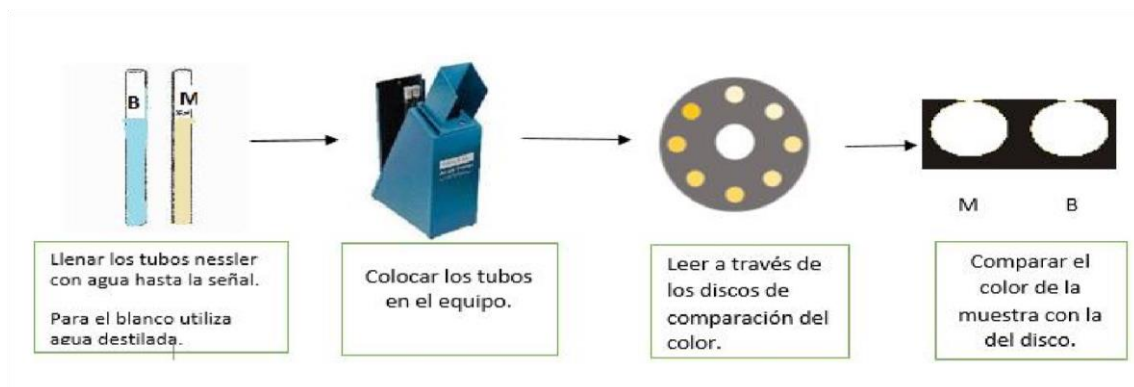 B
M
Llenar los tubos nessler
con agua hasta la señal.
Para el blanco utiliza
agua destilada.
Colocar los tubos
en el equipo.
Leer a través de
los discos de
comparación del
color.
M
B
Comparar el
color de la
muestra con la
del disco.